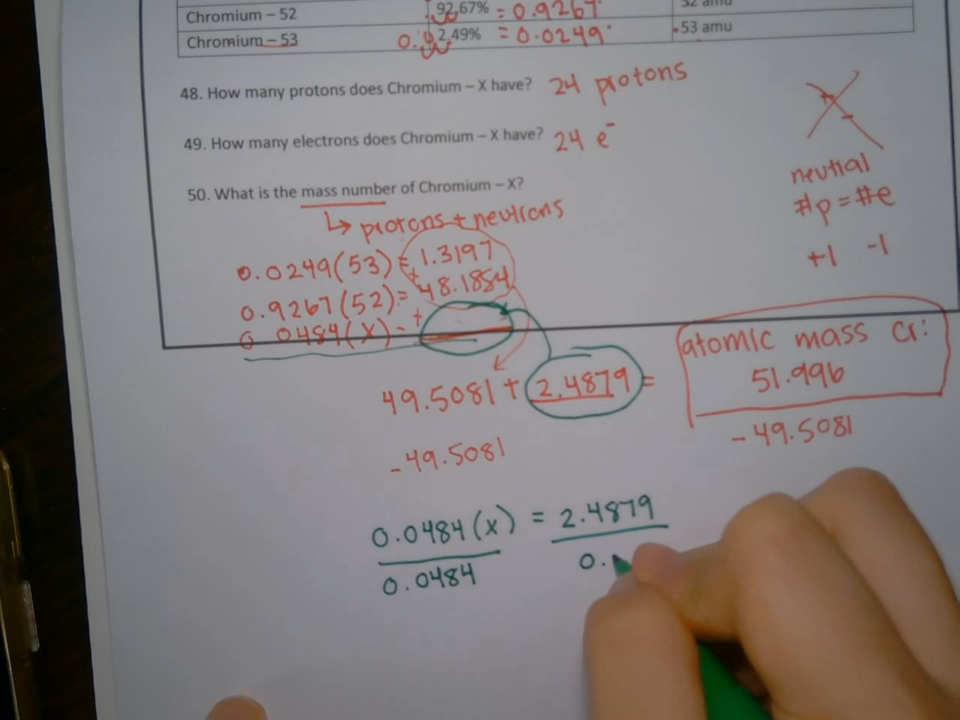 Chromium – 52 92.67% = 0.9267 52 amu
Chromium – 53 0. 2.49% = 0.0249 53 amu
48. How many protons does Chromium – X have? 24 protons
49. How many electrons does Chromium – X have? 24 e⁻
+ -
neutral
#p = #e
+1 -1
50. What is the mass number of Chromium – X?
↳ protons + neutrons
0.0249(53) = 1.3197
0.9267(52) = + 48.1854
0.0484(X) = +
49.5081 + 2.4879 =
atomic mass Cr:
51.996
- 49.5081
- 49.5081
0.0484(x) = 2.4879
0.0484 0.